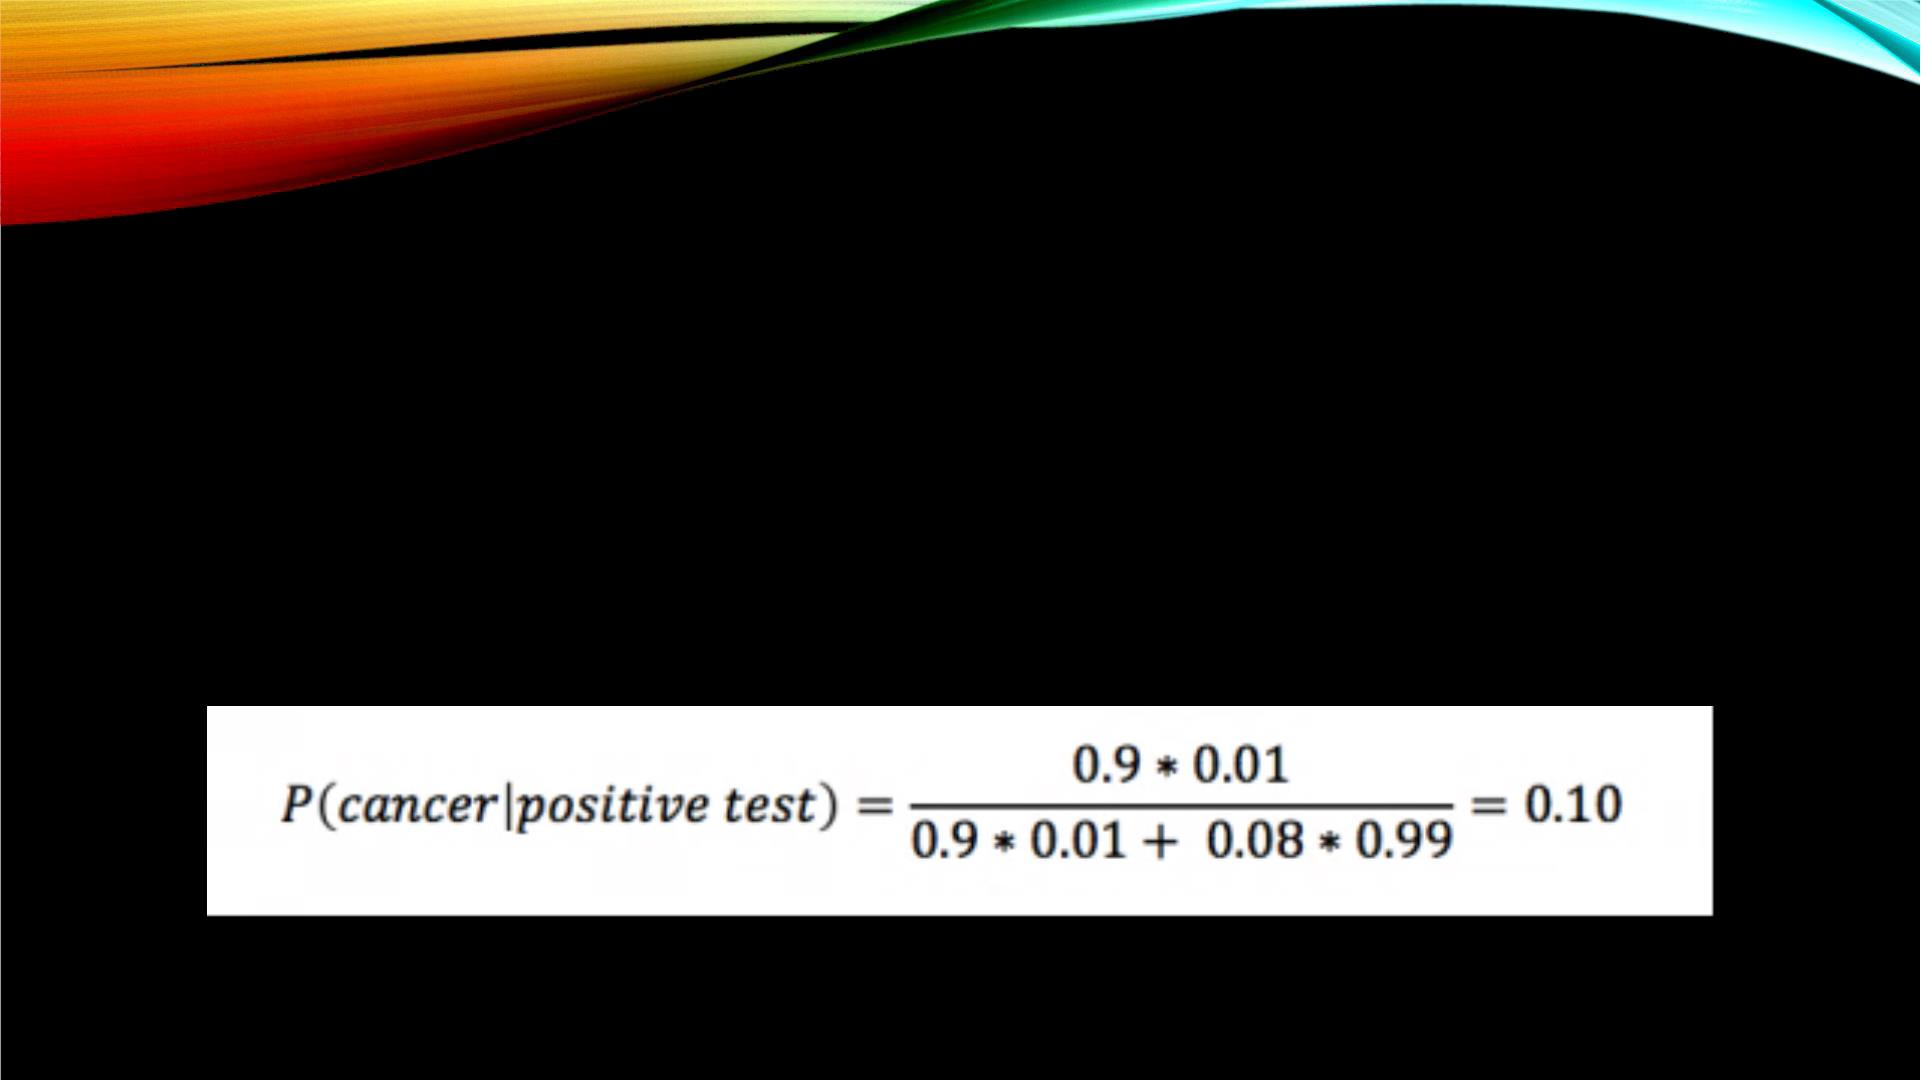 P(cancer|positive test) = 0.9 * 0.01 / 0.9 * 0.01 + 0.08 * 0.99 = 0.10